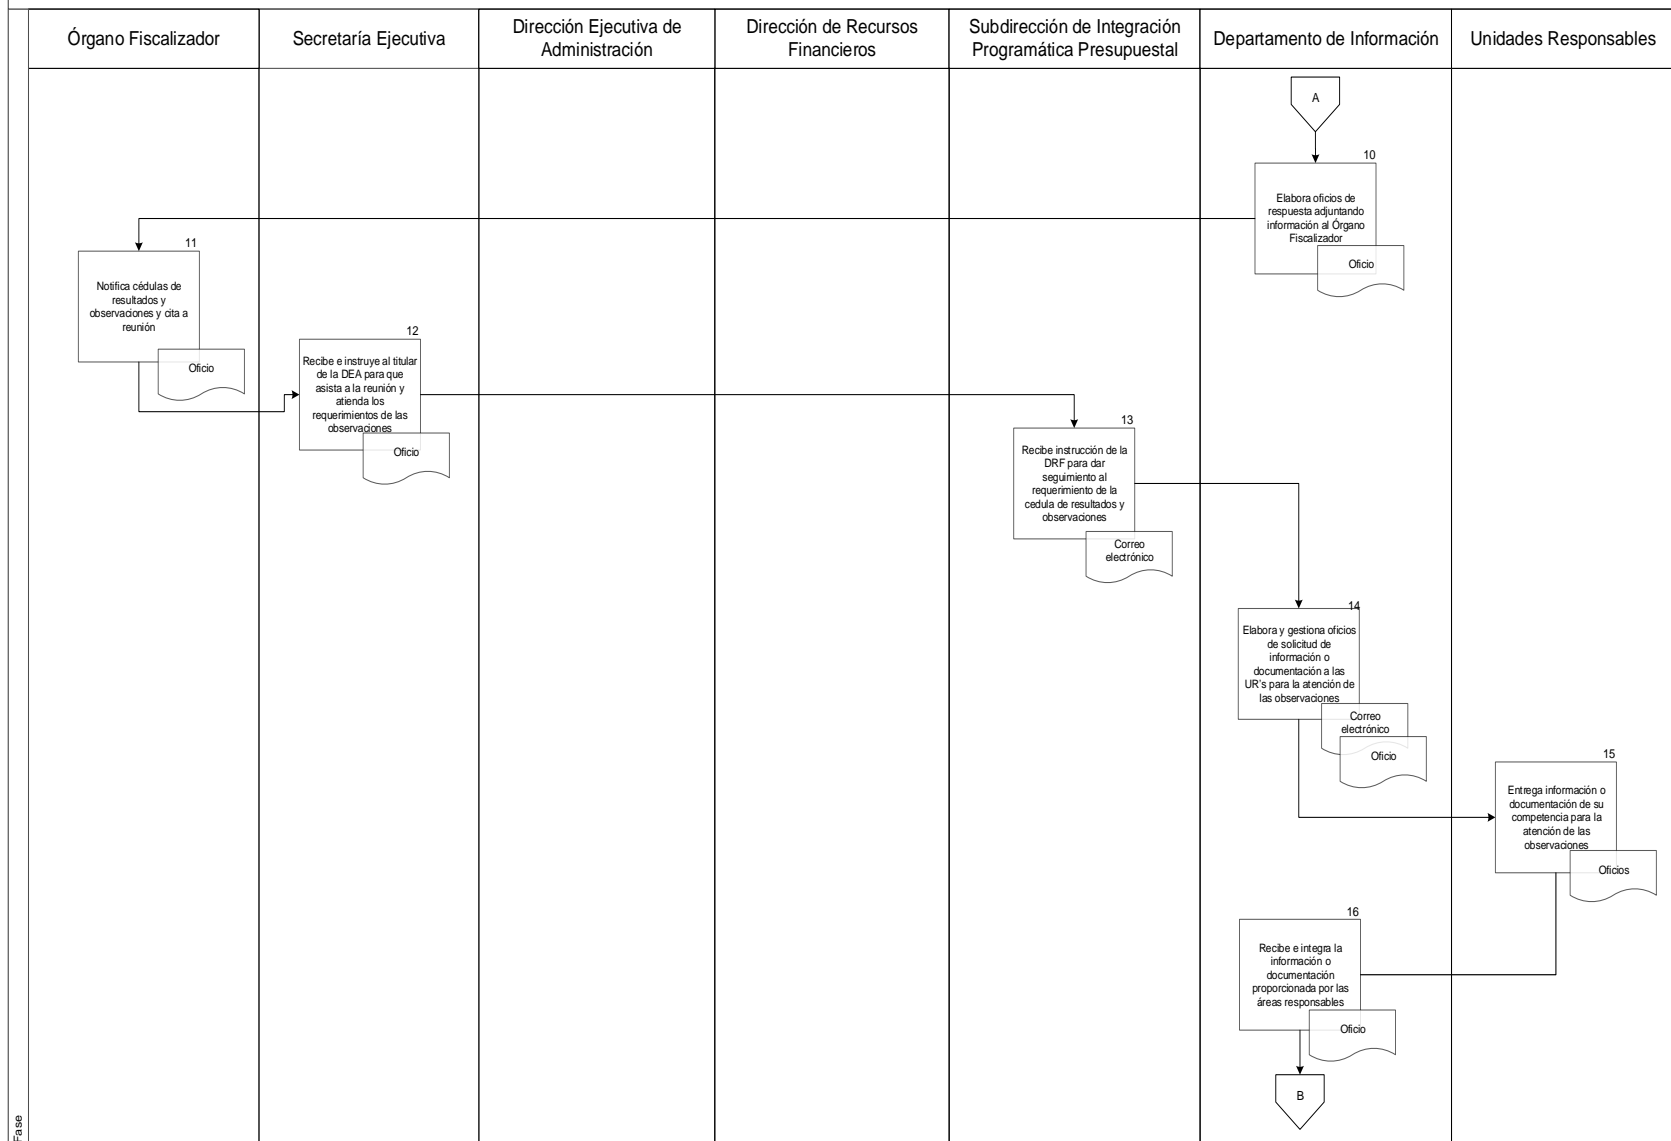 Órgano Fiscalizador
Secretaría Ejecutiva
Dirección Ejecutiva de
Administración
Dirección de Recursos
Financieros
Subdirección de Integración
Programática Presupuestal
Departamento de Información
Unidades Responsables
A
10
Elabora oficios de
respuesta adjuntando
información al Órgano
Fiscalizador
Oficio
11
Notifica cédulas de
resultados y
observaciones y cita a
reunión
Oficio
12
Recibe e instruye al titular
de la DEA para que
asista a la reunión y
atienda los
requerimientos de las
observaciones
Oficio
13
Recibe instrucción de la
DRF para dar
seguimiento al
requerimiento de la
cedula de resultados y
observaciones
Correo
electrónico
14
Elabora y gestiona oficios
de solicitud de
información o
documentación a las
UR's para la atención de
las observaciones
Correo
electrónico
Oficio
15
Entrega información o
documentación de su
competencia para la
atención de las
observaciones
Oficios
16
Recibe e integra la
información o
documentación
proporcionada por las
áreas responsables
Oficio
B
Fase